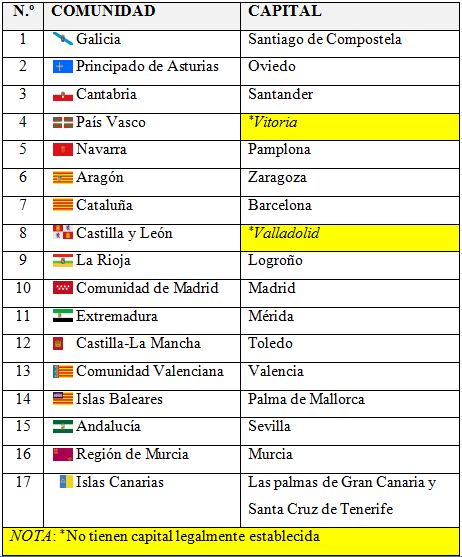 N.º COMUNIDAD CAPITAL
1 Galicia Santiago de Compostela
2 Principado de Asturias Oviedo
3 Cantabria Santander
4 País Vasco *Vitoria
5 Navarra Pamplona
6 Aragón Zaragoza
7 Cataluña Barcelona
8 Castilla y León *Valladolid
9 La Rioja Logroño
10 Comunidad de Madrid Madrid
11 Extremadura Mérida
12 Castilla-La Mancha Toledo
13 Comunidad Valenciana Valencia
14 Islas Baleares Palma de Mallorca
15 Andalucía Sevilla
16 Región de Murcia Murcia
17 Islas Canarias Las palmas de Gran Canaria y
Santa Cruz de Tenerife
NOTA: *No tienen capital legalmente establecida